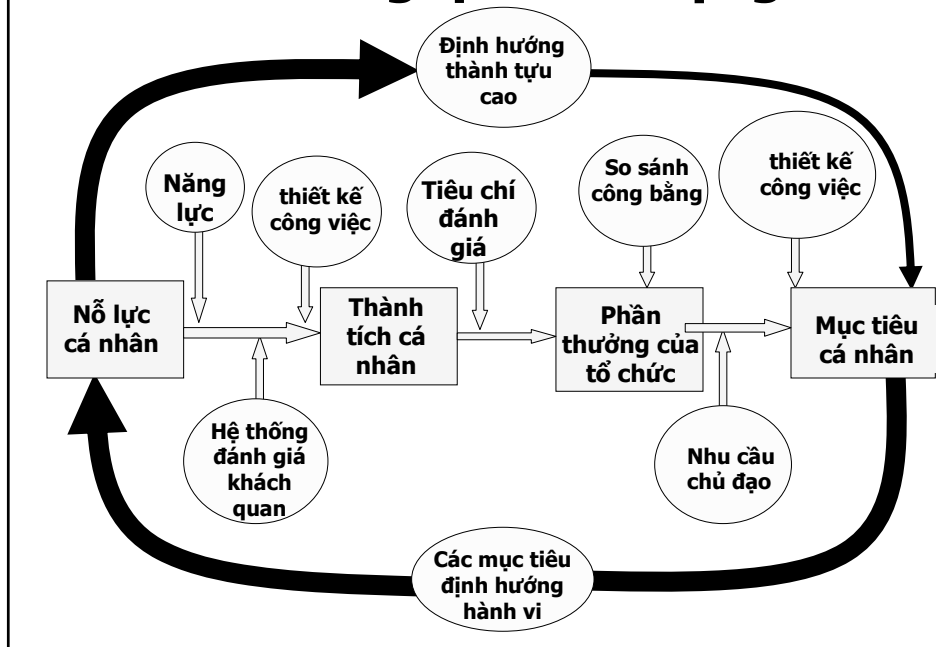 Định hướng
thành tựu
cao
Năng
lực
thiết kế
công việc
Tiêu chí
đánh
giá
So sánh
công bằng
thiết kế
công việc
Nỗ lực
cá nhân
Thành
tích cá
nhân
Phần
thưởng của
tổ chức
Mục tiêu
cá nhân
Hệ thống
đánh giá
khách
quan
Nhu cầu
chủ đạo
Các mục tiêu
định hướng
hành vi